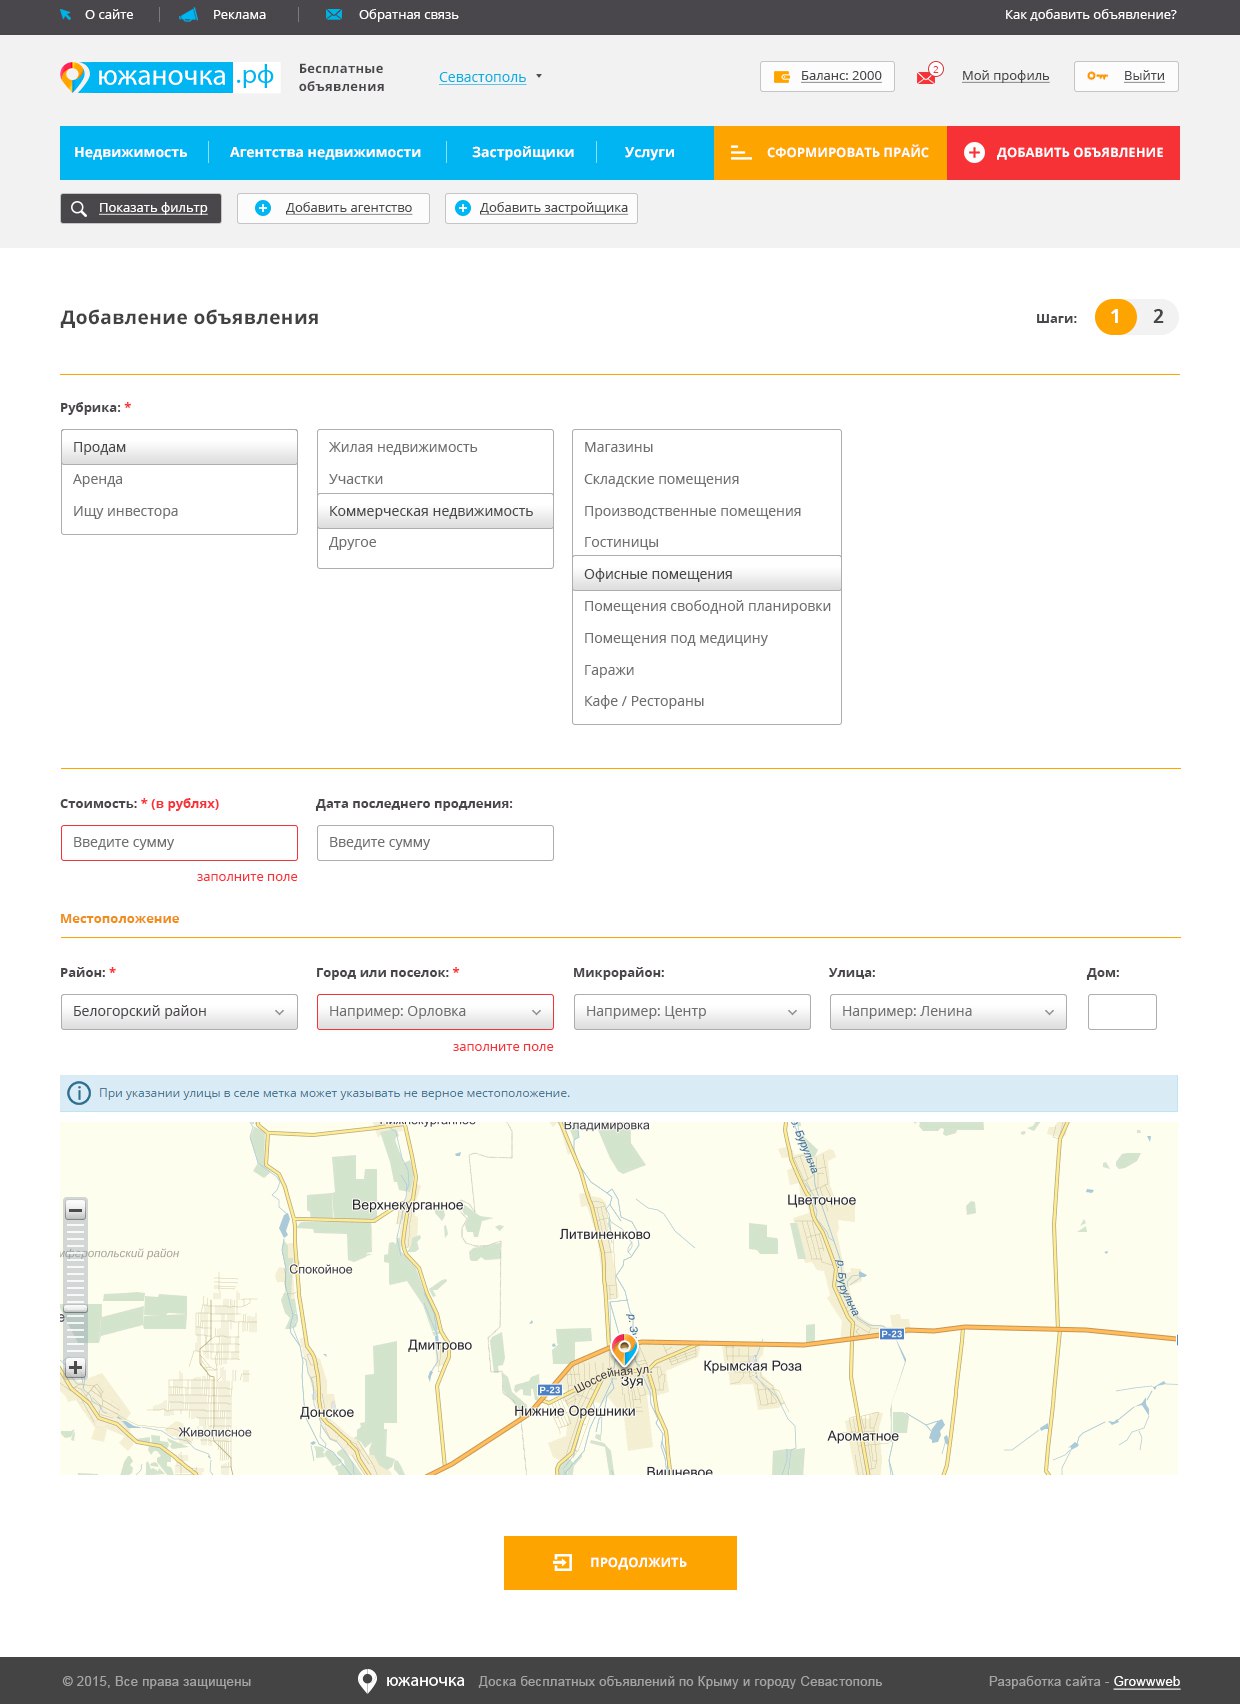 О сайте
Реклама
Обратная связь
Как добавить объявление?
южаночка.рф
Бесплатные
объявления
Севастополь
Баланс: 2000
2
Мой профиль
Выйти
Недвижимость
Агентства недвижимости
Застройщики
Услуги
СФОРМИРОВАТЬ ПРАЙС
ДОБАВИТЬ ОБЪЯВЛЕНИЕ
Показать фильтр
Добавить агентство
Добавить застройщика
Добавление объявления
Шаги:
1
2
Рубрика: *
Продам
Аренда
Ищу инвестора
Жилая недвижимость
Участки
Коммерческая недвижимость
Другое
Магазины
Складские помещения
Производственные помещения
Гостиницы
Офисные помещения
Помещения свободной планировки
Помещения под медицину
Гаражи
Кафе / Рестораны
Стоимость: * (в рублях)
Дата последнего продления:
Введите сумму
Введите сумму
заполните поле
Местоположение
Район: *
Город или поселок: *
Микрорайон:
Улица:
Дом:
Белогорский район
Например: Орловка
Например: Центр
Например: Ленина
заполните поле
При указании улицы в селе метка может указывать не верное местоположение.
Нижнекурганное
Владимировка
р. Бурульча
Верхнекурганное
Цветочное
Литвиненково
район
Спокойное
р. Бурульча
Р-23
Дмитрово
Крымская Роза
Шоссейная ул.
Зуя
Р-23
Донское
Нижние Орешники
Живописное
Ароматное
Вишневое
ПРОДОЛЖИТЬ
© 2015, Все права защищены
южаночка
Доска бесплатных объявлений по Крыму и городу Севастополь
Разработка сайта - Growwweb